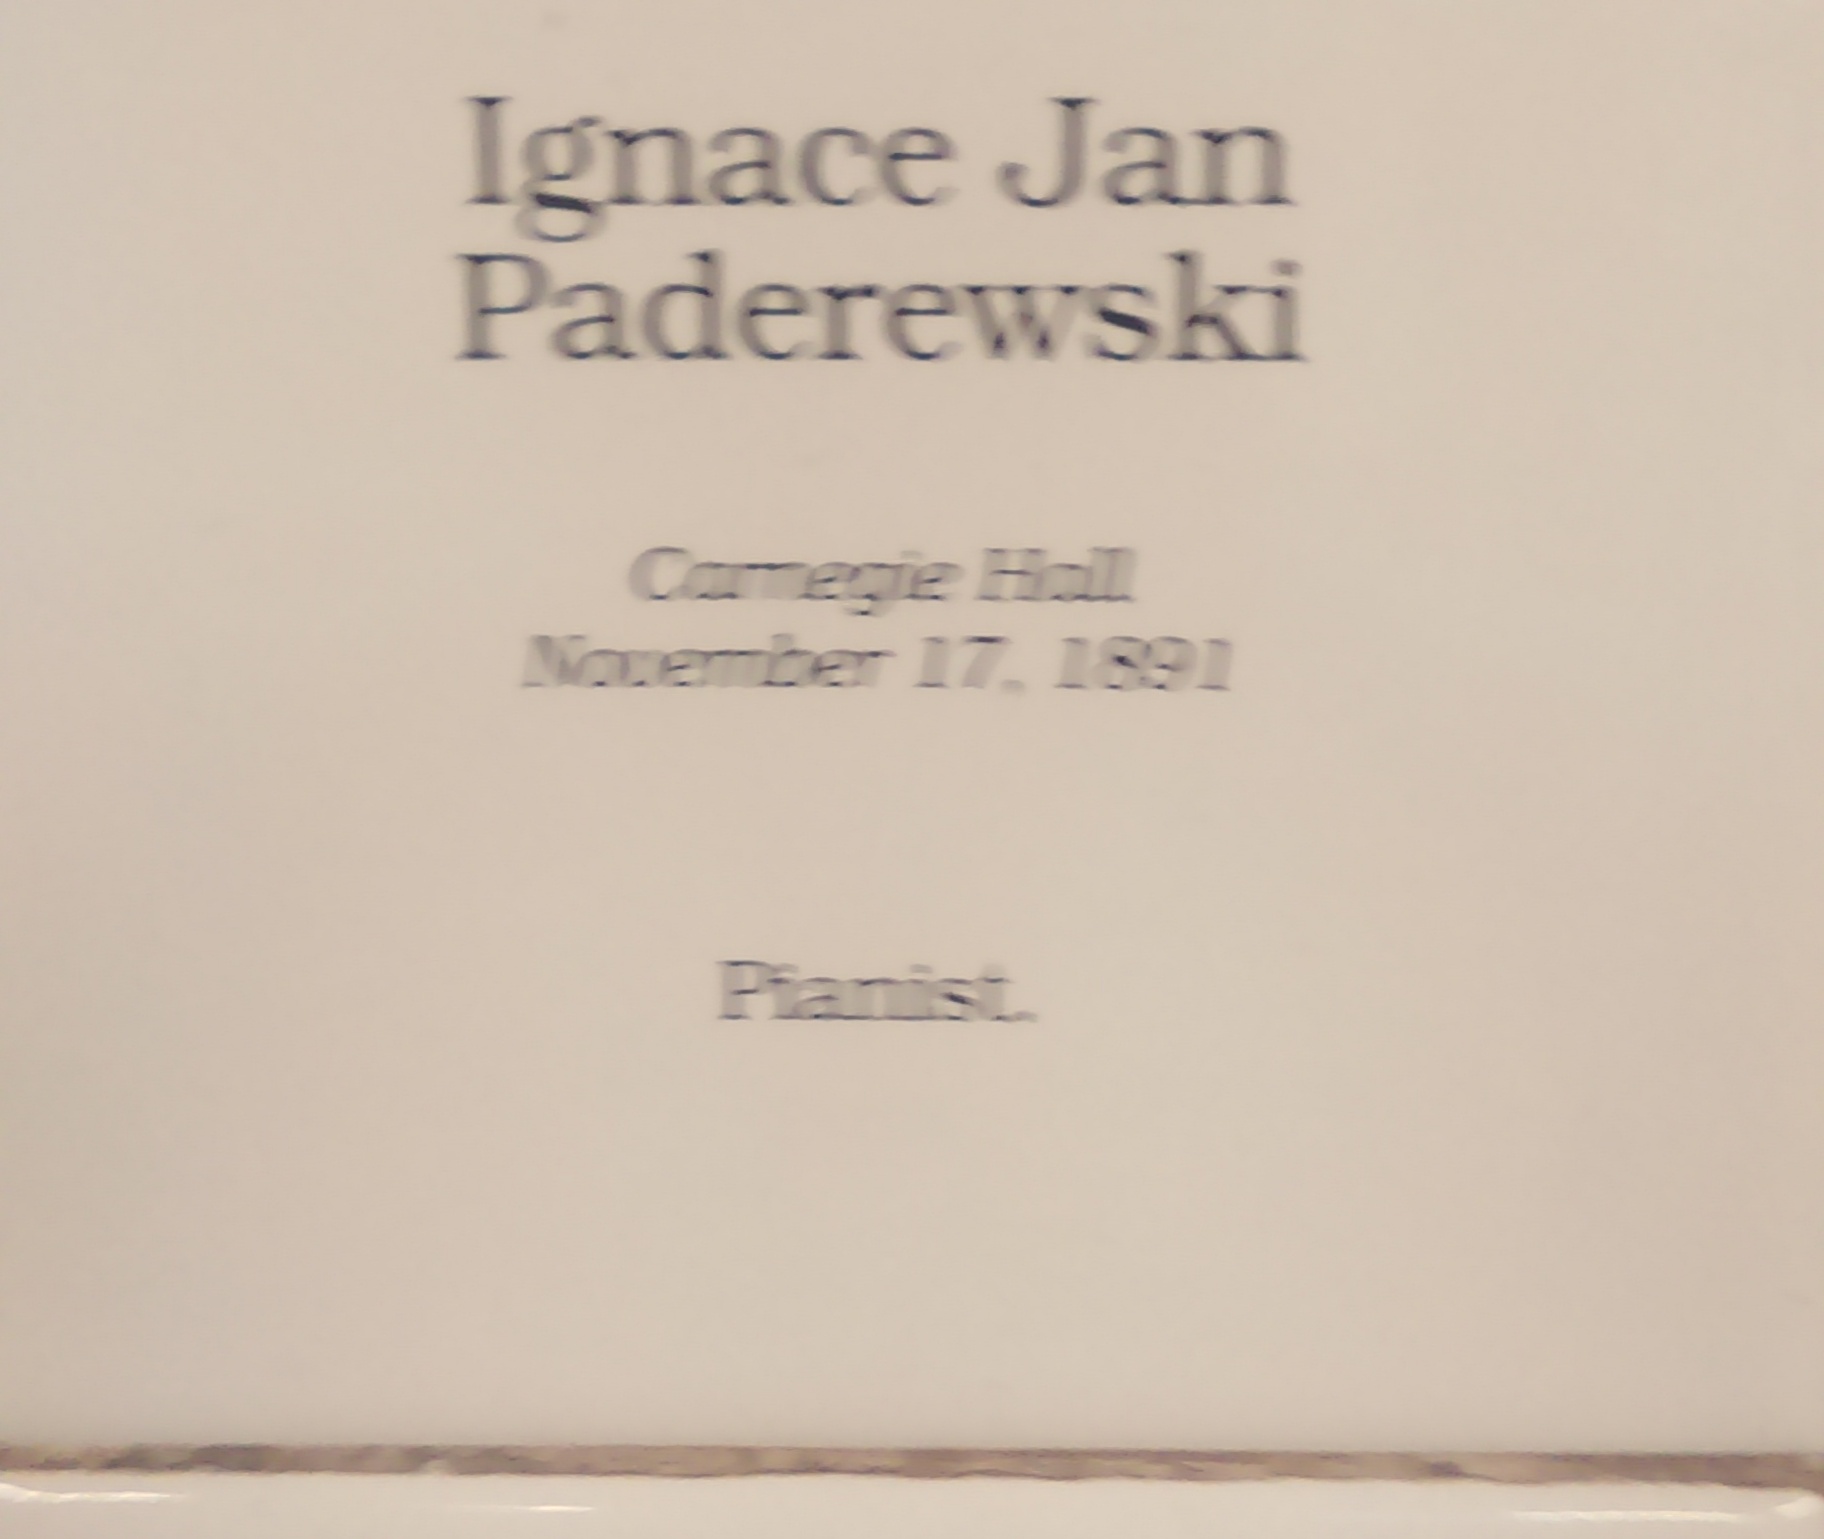 Ignace Jan
Paderewski
Carnegie Hall
November 17, 1891
Pianist.